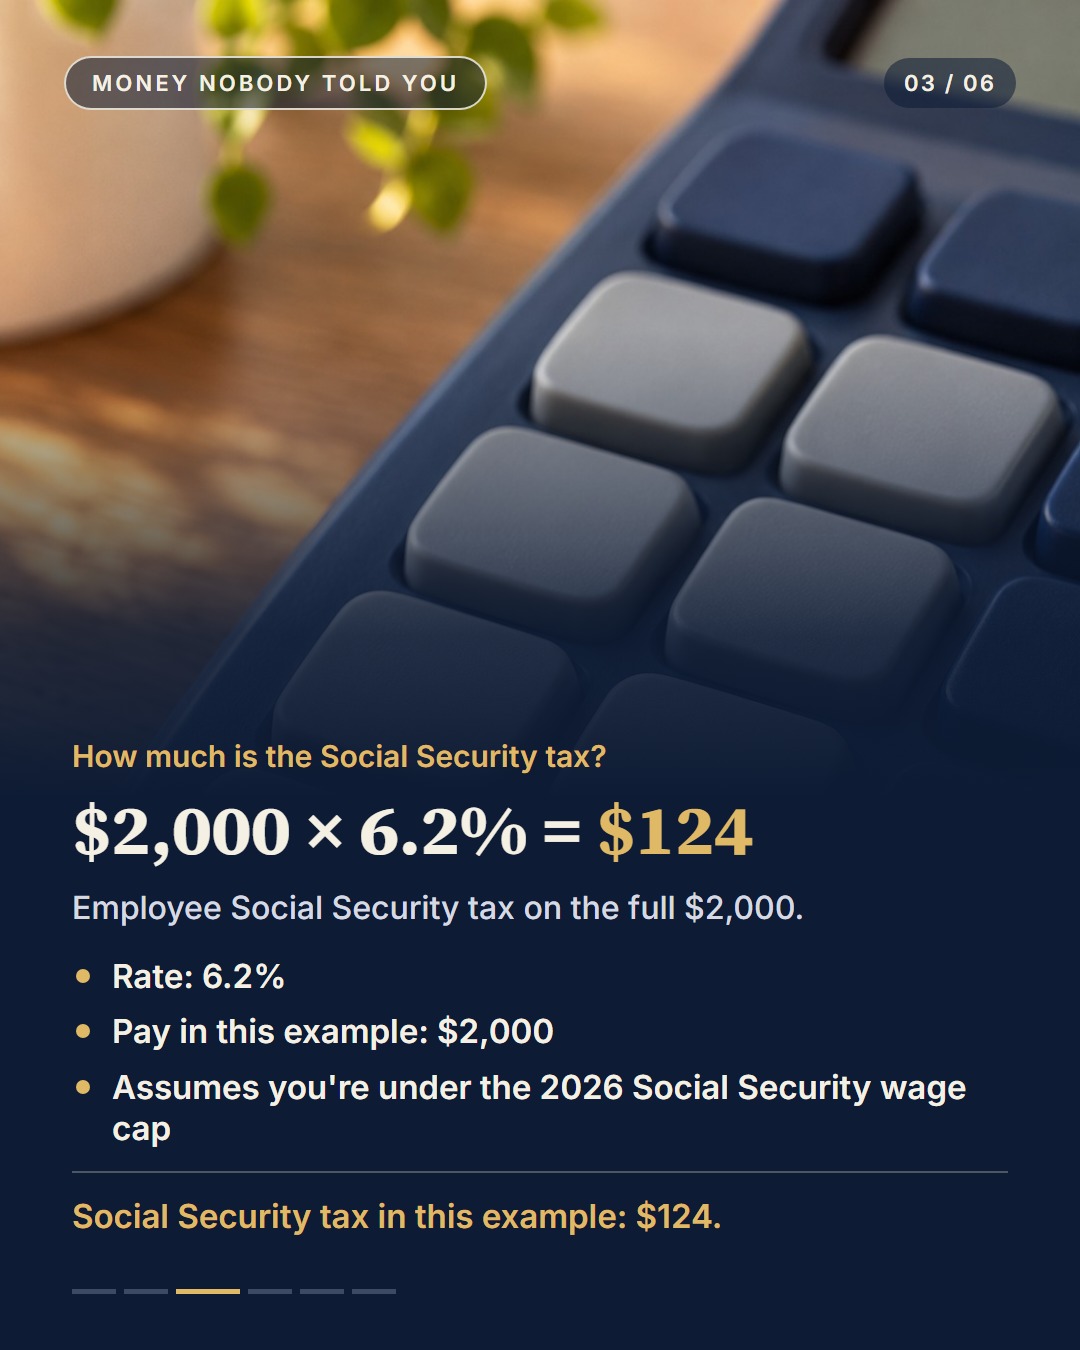 MONEY NOBODY TOLD YOU
03 / 06
How much is the Social Security tax?
$2,000 × 6.2% = $124
Employee Social Security tax on the full $2,000.
Rate: 6.2%
Pay in this example: $2,000
Assumes you're under the 2026 Social Security wage
cap
Social Security tax in this example: $124.